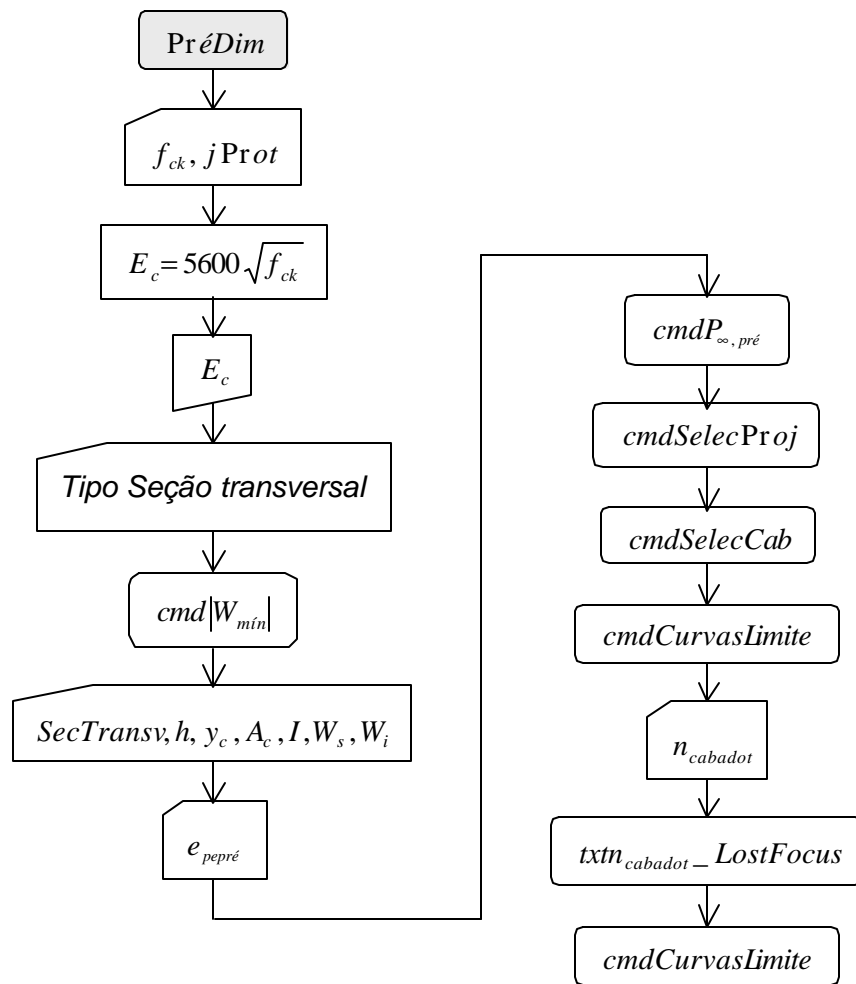 PréDim
f_ck, jProt
E_c = 5600√f_ck
E_c
Tipo Seção transversal
cmd|W_mín|
SecTransv, h, y_c, A_c, I, W_s, W_i
e_pepré
cmdP_∞, pré
cmdSelecProj
cmdSelecCab
cmdCurvasLimite
n_cabadot
txtn_cabadot_LostFocus
cmdCurvasLimite